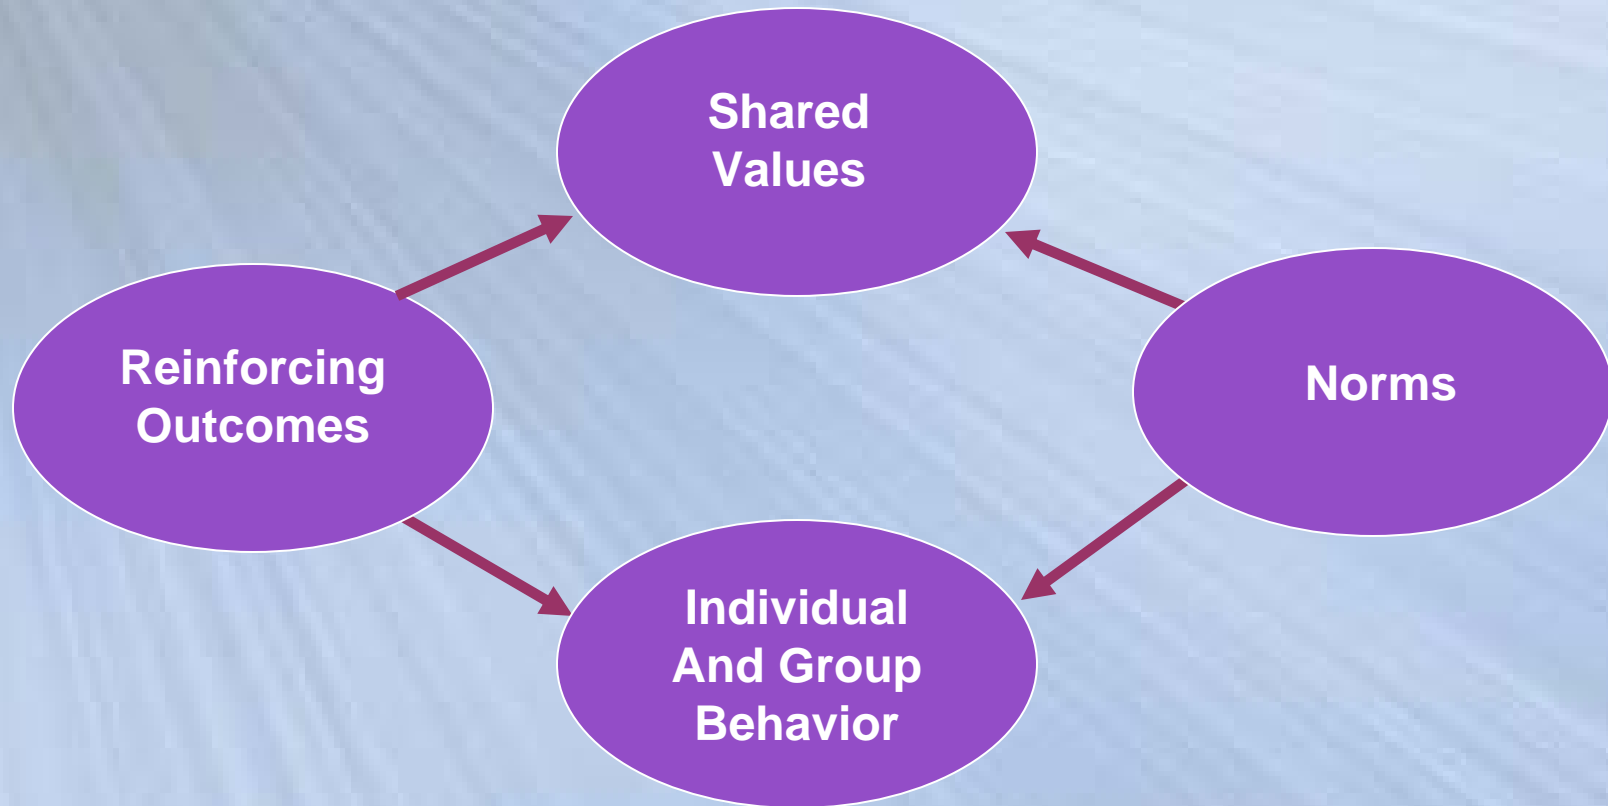 Shared
Values
Reinforcing
Outcomes
Norms
Individual
And Group
Behavior